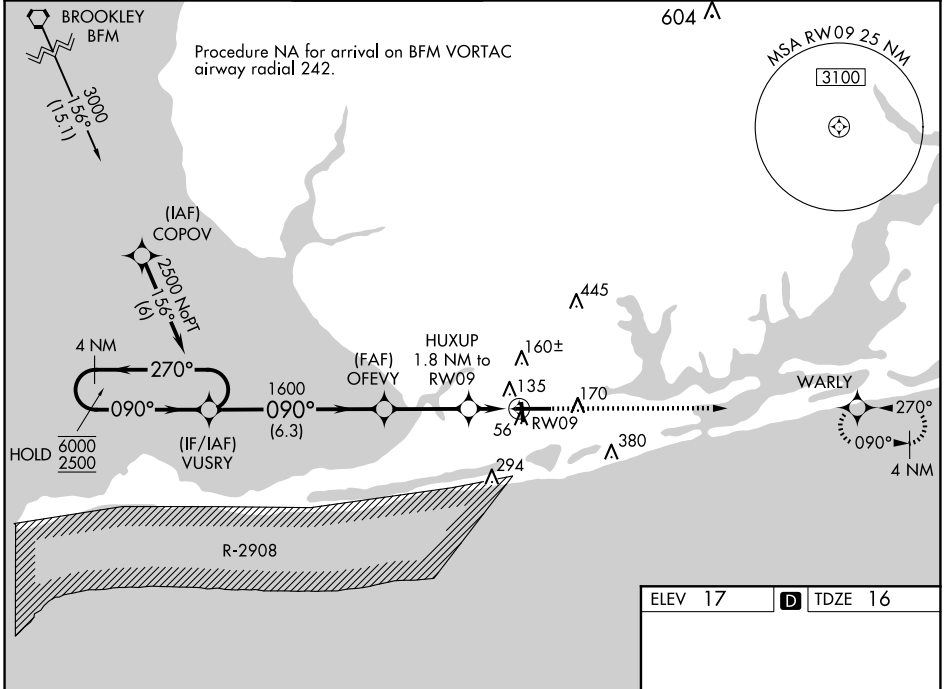 BROOKLEY
BFM
604
Procedure NA for arrival on BFM VORTAC
airway radial 242.
MSA RW09 25 NM
3100
3000
156°
(15.1)
(IAF)
COPOV
2500 NoPT
156°
(6)
445
4 NM
270°
HUXUP
1.8 NM to
RW09
160±
(FAF)
OFEVY
135
170
WARLY
090°
1600
090°
(6.3)
56
RW09
270°
HOLD
6000
2500
(IF/IAF)
VUSRY
380
090°
4 NM
294
R-2908
ELEV 17
D
TDZE 16